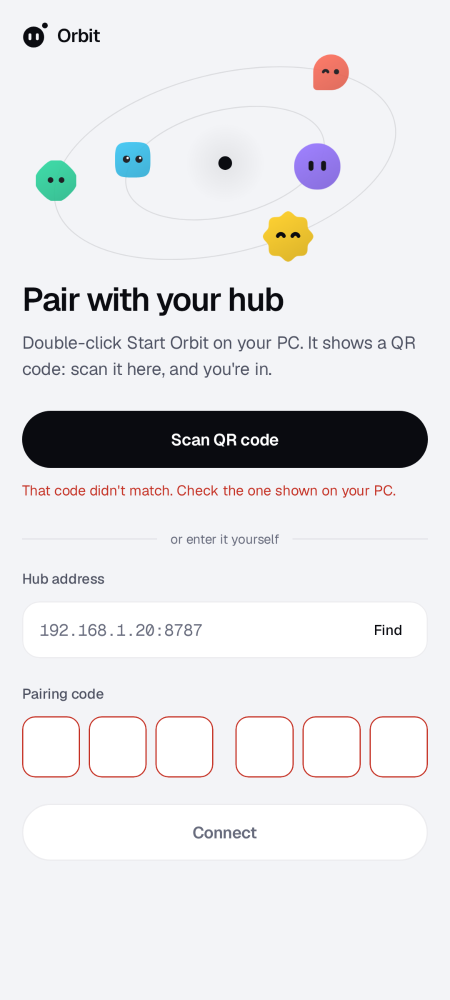 Orbit
Pair with your hub
Double-click Start Orbit on your PC. It shows a QR
code: scan it here, and you're in.
Scan QR code
That code didn't match. Check the one shown on your PC.
or enter it yourself
Hub address
192.168.1.20:8787
Find
Pairing code
Connect